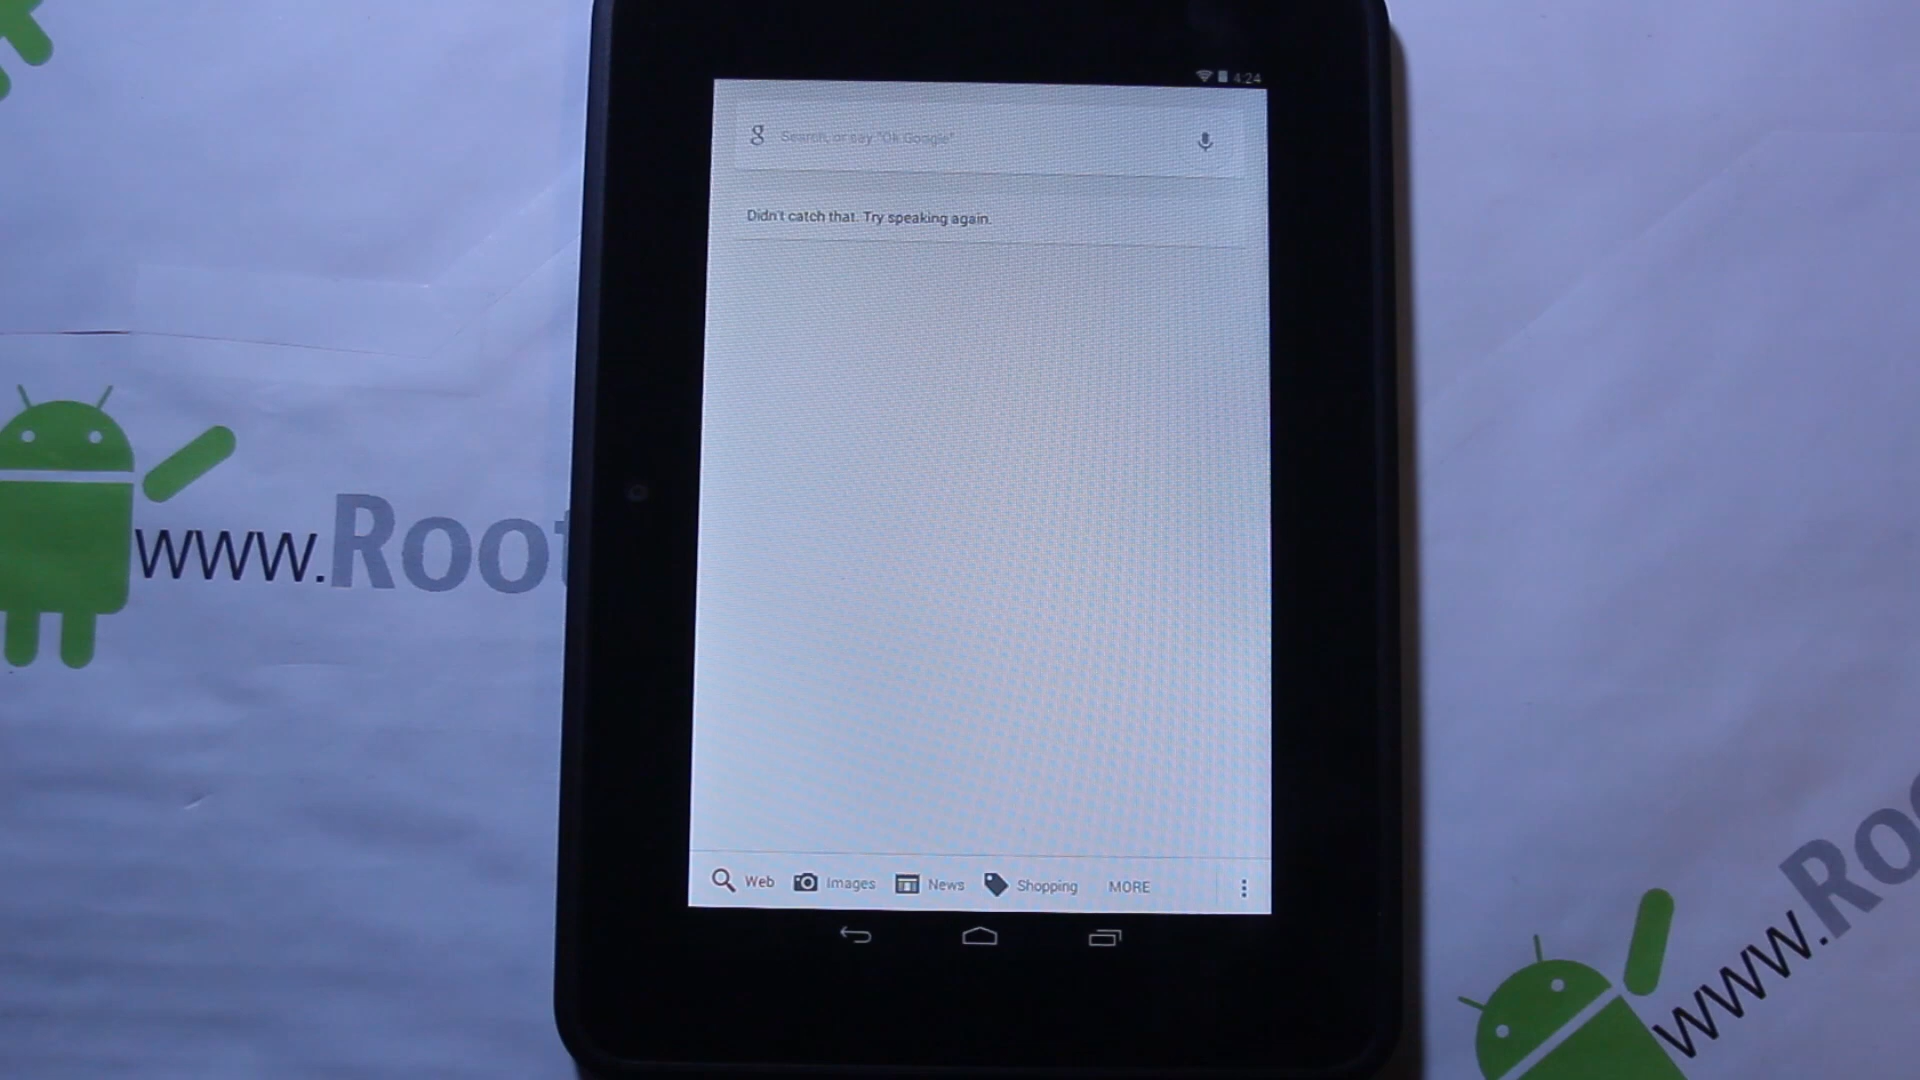 4:24
g Search, or say "Ok Google"
Didn't catch that. Try speaking again.
www.Root
Web Images News Shopping MORE
www.Roo